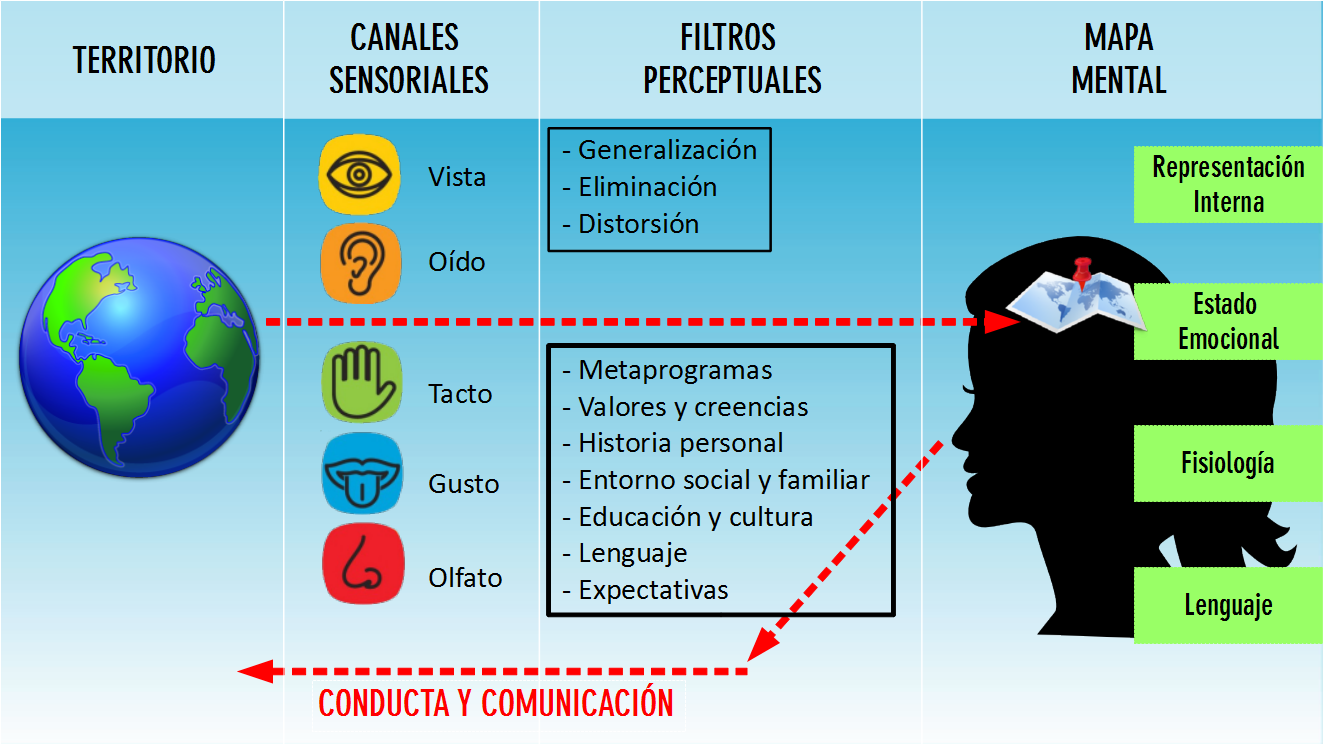 TERRITORIO
CANALES
SENSORIALES
FILTROS
PERCEPTUALES
MAPA
MENTAL
Vista
Oído
Tacto
Gusto
Olfato
- Generalización
- Eliminación
- Distorsión
- Metaprogramas
- Valores y creencias
- Historia personal
- Entorno social y familiar
- Educación y cultura
- Lenguaje
- Expectativas
Representación
Interna
Estado
Emocional
Fisiología
Lenguaje
CONDUCTA Y COMUNICACIÓN